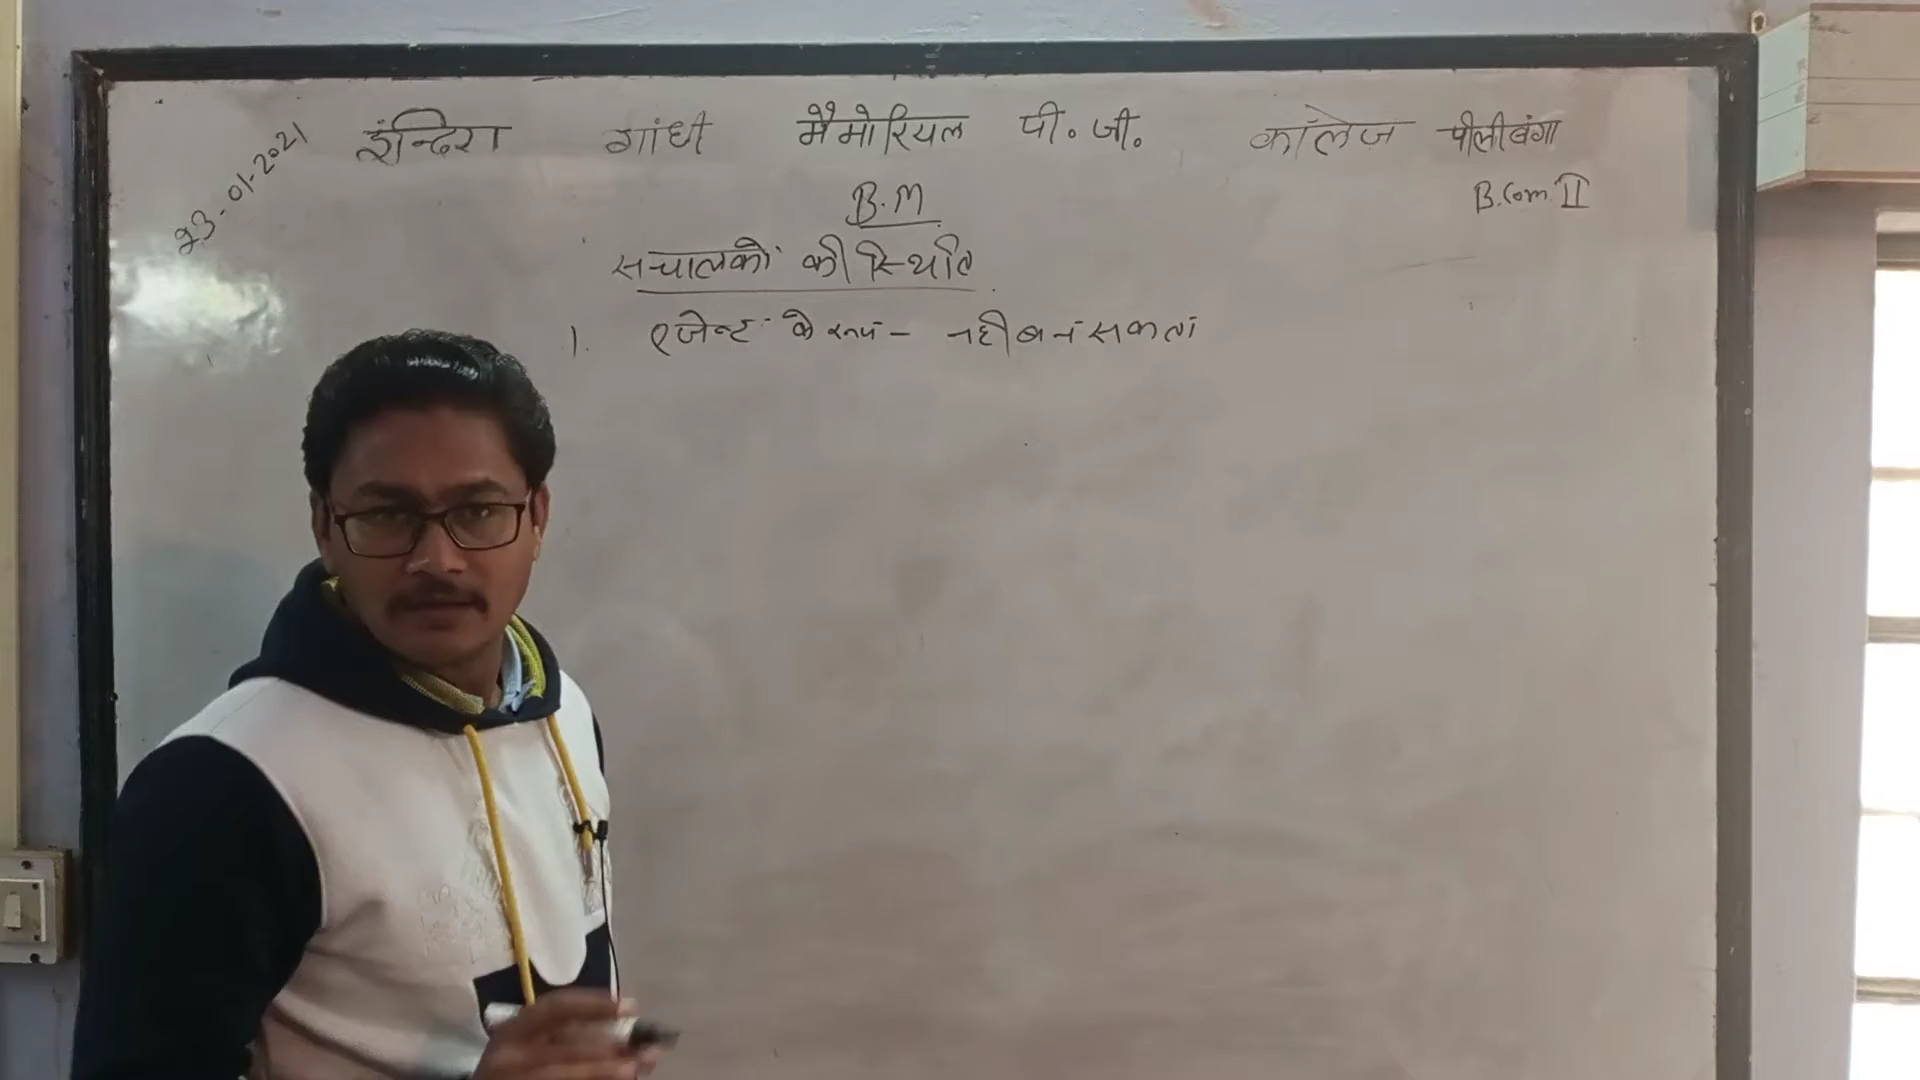 23-01-2021
इन्दिरा गांधी मैमोरियल पी. जी. कॉलेज पीलीबंगा
B.M
B.Com II
सचालको की स्थिति
1. एजेन्ट के रूप - नही बन सकता